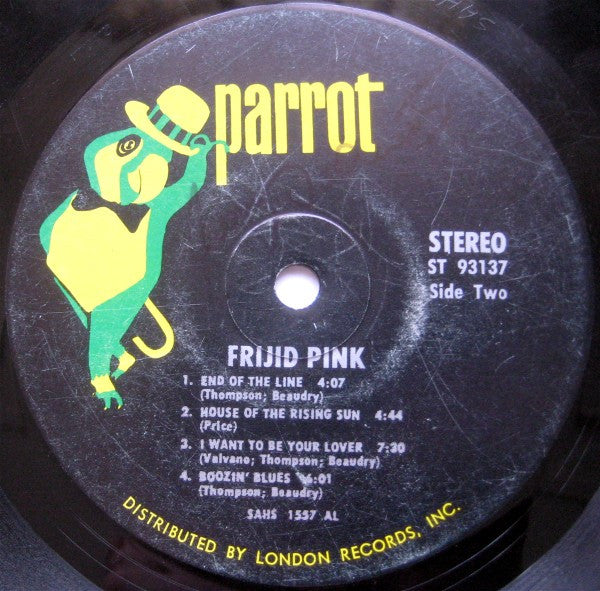 parrot
STEREO
ST 93137
Side Two
FRIJID PINK
1. END OF THE LINE 4:07
(Thompson; Beaudry)
2. HOUSE OF THE RISING SUN 4:44
(Price)
3. I WANT TO BE YOUR LOVER 7:30
(Valvano; Thompson; Beaudry)
4. BOOZIN' BLUES 6:01
(Thompson; Beaudry)
SAHS 1557 AL
DISTRIBUTED BY LONDON RECORDS, INC.